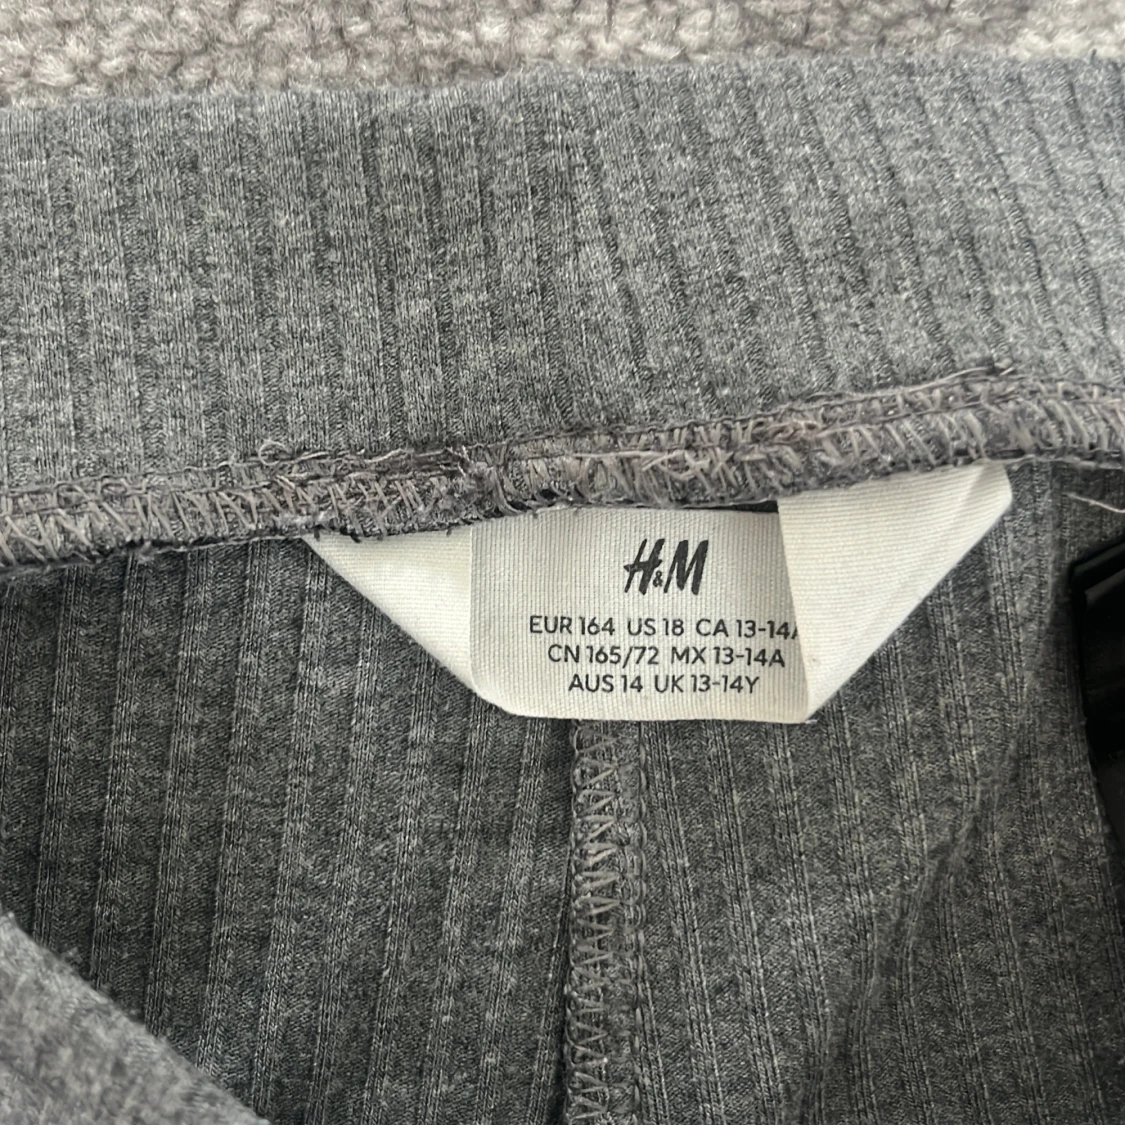 H&M
EUR 164 US 18 CA 13-14A
CN 165/72 MX 13-14A
AUS 14 UK 13-14Y